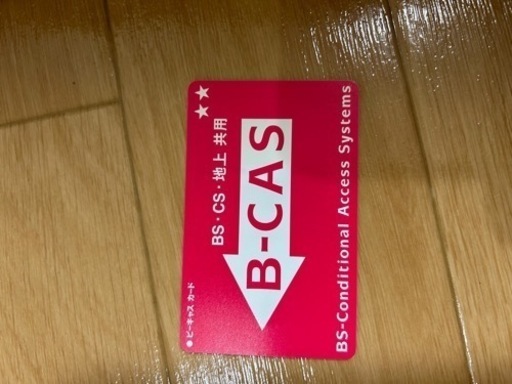 ★★
BS・CS・地上 共用
B-CAS
BS-Conditional Access Systems
● ビーキャス カード